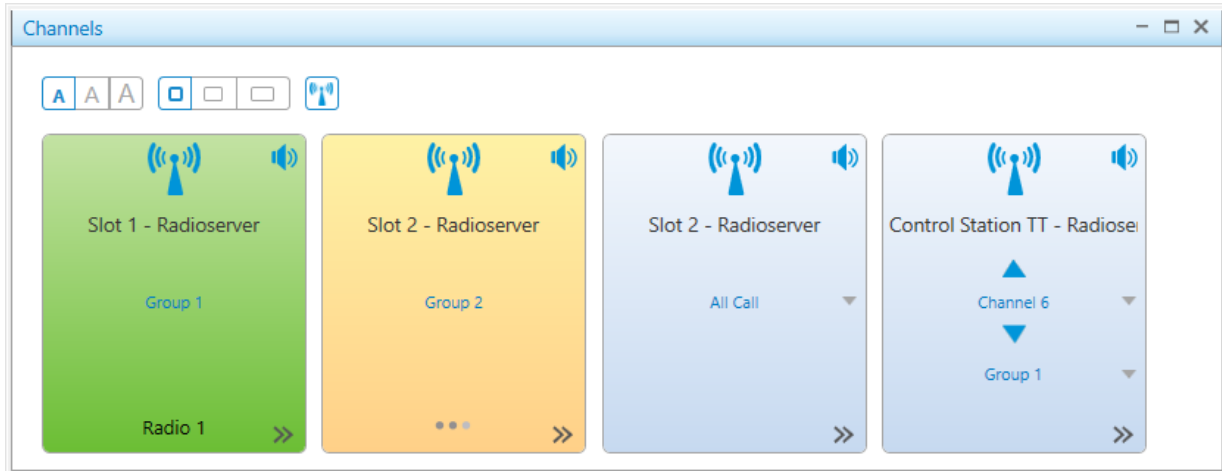 Channels
A A A
Slot 1 - Radioserver
Group 1
Radio 1
Slot 2 - Radioserver
Group 2
Slot 2 - Radioserver
All Call
Control Station TT - Radioser
Channel 6
Group 1